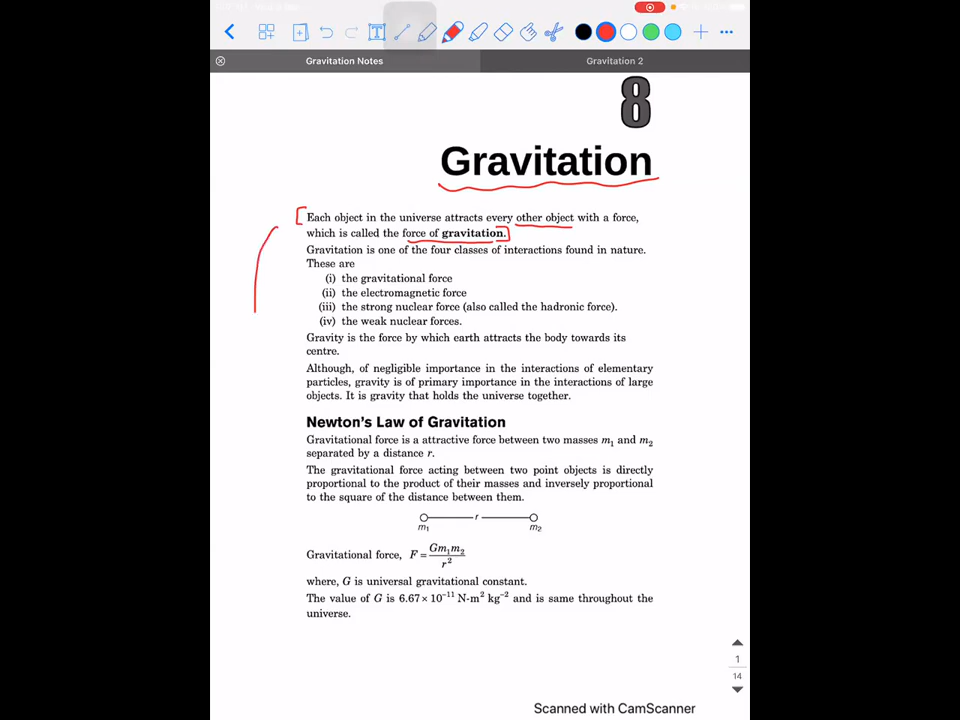 Gravitation Notes
Gravitation 2
8
Gravitation
Each object in the universe attracts every other object with a force,
which is called the force of gravitation.
Gravitation is one of the four classes of interactions found in nature.
These are
(i) the gravitational force
(ii) the electromagnetic force
(iii) the strong nuclear force (also called the hadronic force).
(iv) the weak nuclear forces.
Gravity is the force by which earth attracts the body towards its
centre.
Although, of negligible importance in the interactions of elementary
particles, gravity is of primary importance in the interactions of large
objects. It is gravity that holds the universe together.
Newton's Law of Gravitation
Gravitational force is a attractive force between two masses m₁ and m₂
separated by a distance r.
The gravitational force acting between two point objects is directly
proportional to the product of their masses and inversely proportional
to the square of the distance between them.
r
m₁ m₂
Gravitational force, F = Gm₁m₂ / r²
where, G is universal gravitational constant.
The value of G is 6.67 × 10⁻¹¹ N-m² kg⁻² and is same throughout the
universe.
1
14
Scanned with CamScanner